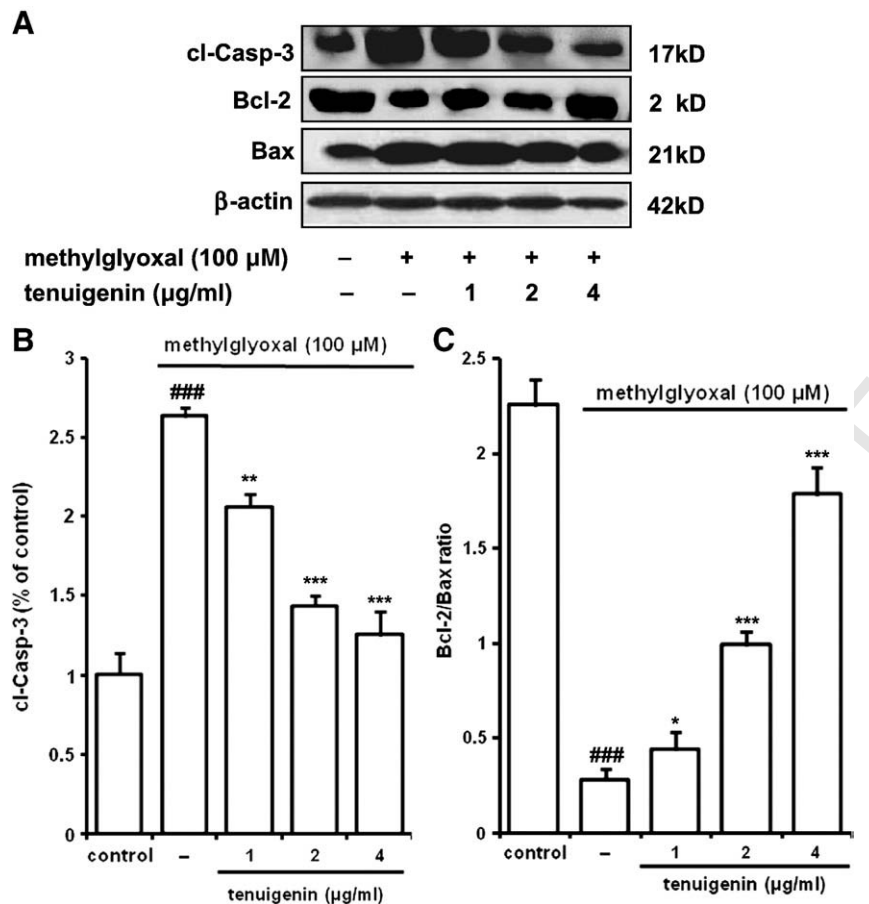 A
cl-Casp-3 17kD
Bcl-2 2 kD
Bax 21kD
β-actin 42kD
methylglyoxal (100 µM) – + + + +
tenuigenin (µg/ml) – – 1 2 4
B
methylglyoxal (100 µM)
cl-Casp-3 (% of control)
3
2.5
2
1.5
1
0.5
0
###
**
***
***
control – 1 2 4
tenuigenin (µg/ml)
C
methylglyoxal (100 µM)
Bcl-2/Bax ratio
2.5
2
1.5
1
0.5
0
###
*
***
***
control – 1 2 4
tenuigenin (µg/ml)